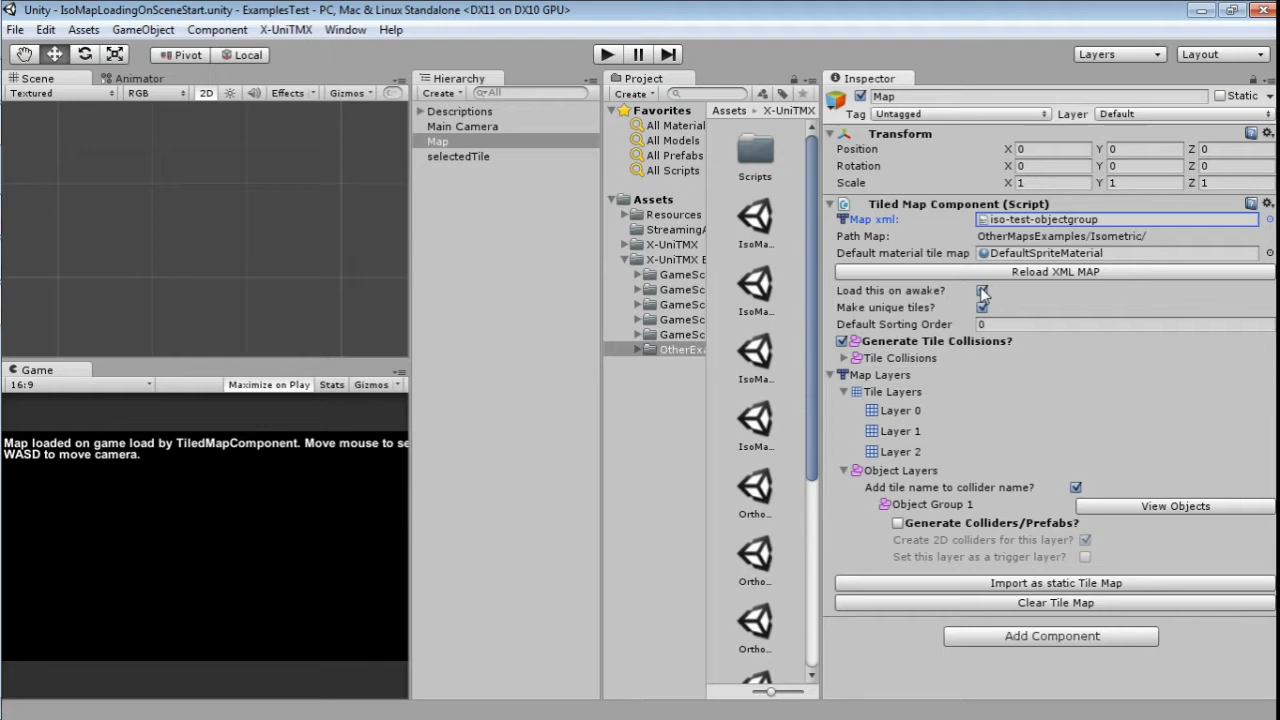 Unity - IsoMapLoadingOnSceneStart.unity - ExamplesTest - PC, Mac & Linux Standalone <DX11 on DX10 GPU>
File Edit Assets GameObject Component X-UniTMX Window Help
Pivot Local Layers Layout
Scene Animator
Textured RGB 2D Effects Gizmos
Game
16:9 Maximize on Play Stats Gizmos
Map loaded on game load by TiledMapComponent. Move mouse to se
WASD to move camera.
Hierarchy
Create All
Descriptions
Main Camera
Map
selectedTile
Project
Create
Favorites
All Material
All Models
All Prefabs
All Scripts
Assets
Resources
Streaming
X-UniTMX
X-UniTMX E
GameSc
GameSc
GameSc
GameSc
GameSc
OtherExa
Assets X-UniTMX
Scripts
IsoMa...
IsoMa...
IsoMa...
IsoMa...
Ortho...
Ortho...
Ortho...
Inspector
Map Static
Tag Untagged Layer Default
Transform
Position X 0 Y 0 Z 0
Rotation X 0 Y 0 Z 0
Scale X 1 Y 1 Z 1
Tiled Map Component (Script)
Map xml: iso-test-objectgroup
Path Map: OtherMapsExamples/Isometric/
Default material tile map DefaultSpriteMaterial
Reload XML MAP
Load this on awake?
Make unique tiles?
Default Sorting Order 0
Generate Tile Collisions?
Tile Collisions
Map Layers
Tile Layers
Layer 0
Layer 1
Layer 2
Object Layers
Add tile name to collider name?
Object Group 1 View Objects
Generate Colliders/Prefabs?
Create 2D colliders for this layer?
Set this layer as a trigger layer?
Import as static Tile Map
Clear Tile Map
Add Component